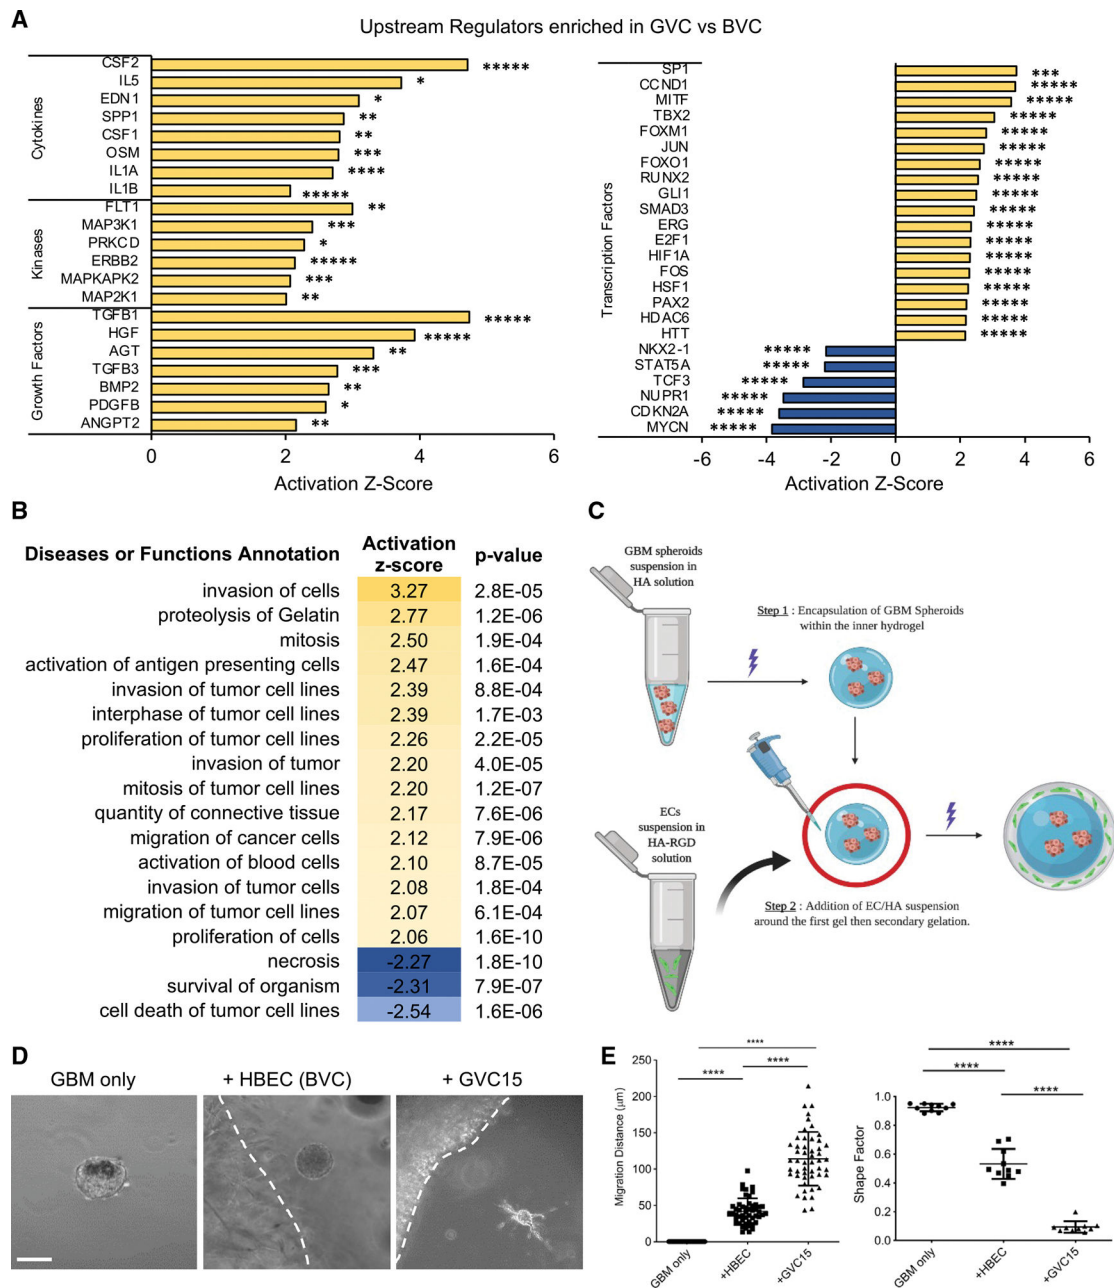 A
Upstream Regulators enriched in GVC vs BVC
Cytokines
CSF2 *****
IL5 *
EDN1 *
SPP1 **
CSF1 **
OSM ***
IL1A ****
IL1B *****
Kinases
FLT1 **
MAP3K1 ***
PRKCD *
ERBB2 *****
MAPKAPK2 ***
MAP2K1 **
Growth Factors
TGFB1 *****
HGF *****
AGT **
TGFB3 ***
BMP2 **
PDGFB *
ANGPT2 **
0 2 4 6
Activation Z-Score
Transcription Factors
SP1 ***
CCND1 *****
MITF *****
TBX2 *****
FOXM1 *****
JUN *****
FOXO1 *****
RUNX2 *****
GLI1 *****
SMAD3 *****
ERG *****
E2F1 *****
HIF1A *****
FOS *****
HSF1 *****
PAX2 *****
HDAC6 *****
HTT *****
NKX2-1 *****
STAT5A *****
TCF3 *****
NUPR1 *****
CDKN2A *****
MYCN *****
-6 -4 -2 0 2 4 6
Activation Z-Score
B
Diseases or Functions Annotation Activation z-score p-value
invasion of cells 3.27 2.8E-05
proteolysis of Gelatin 2.77 1.2E-06
mitosis 2.50 1.9E-04
activation of antigen presenting cells 2.47 1.6E-04
invasion of tumor cell lines 2.39 8.8E-04
interphase of tumor cell lines 2.39 1.7E-03
proliferation of tumor cell lines 2.26 2.2E-05
invasion of tumor 2.20 4.0E-05
mitosis of tumor cell lines 2.20 1.2E-07
quantity of connective tissue 2.17 7.6E-06
migration of cancer cells 2.12 7.9E-06
activation of blood cells 2.10 8.7E-05
invasion of tumor cells 2.08 1.8E-04
migration of tumor cell lines 2.07 6.1E-04
proliferation of cells 2.06 1.6E-10
necrosis -2.27 1.8E-10
survival of organism -2.31 7.9E-07
cell death of tumor cell lines -2.54 1.6E-06
C
GBM spheroids
suspension in
HA solution
Step 1 : Encapsulation of GBM Spheroids
within the inner hydrogel
ECs
suspension in
HA-RGD
solution
Step 2 : Addition of EC/HA suspension
around the first gel then secondary gelation.
D
GBM only
+ HBEC (BVC)
+ GVC15
E
Migration Distance (μm)
250
200
150
100
50
0
****
****
****
GBM only
+HBEC
+GVC15
Shape Factor
1.0
0.8
0.6
0.4
0.2
0.0
****
****
****
GBM only
+HBEC
+GVC15